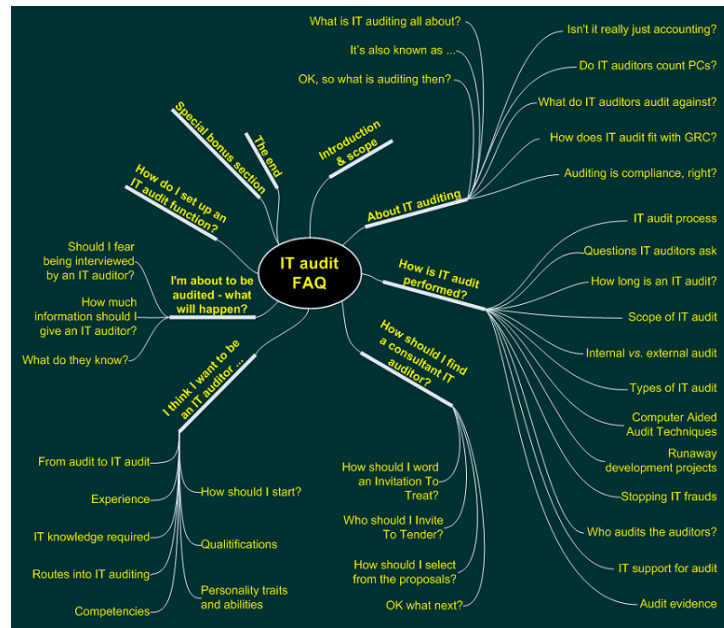 IT audit
FAQ
Introduction
& scope
About IT auditing
What is IT auditing all about?
It's also known as ...
OK, so what is auditing then?
Isn't it really just accounting?
Do IT auditors count PCs?
What do IT auditors audit against?
How does IT audit fit with GRC?
Auditing is compliance, right?
How is IT audit
performed?
IT audit process
Questions IT auditors ask
How long is an IT audit?
Scope of IT audit
Internal vs. external audit
Types of IT audit
Computer Aided
Audit Techniques
Runaway
development projects
Stopping IT frauds
Who audits the auditors?
IT support for audit
Audit evidence
How should I find
a consultant IT
auditor?
How should I word
an Invitation To
Treat?
Who should I Invite
To Tender?
How should I select
from the proposals?
OK what next?
I think I want to be
an IT auditor ...
From audit to IT audit
Experience
IT knowledge required
Routes into IT auditing
Competencies
How should I start?
Qualitifications
Personality traits
and abilities
I'm about to be
audited - what
will happen?
Should I fear
being interviewed
by an IT auditor?
How much
information should I
give an IT auditor?
What do they know?
How do I set up an
IT audit function?
Special bonus section
The end